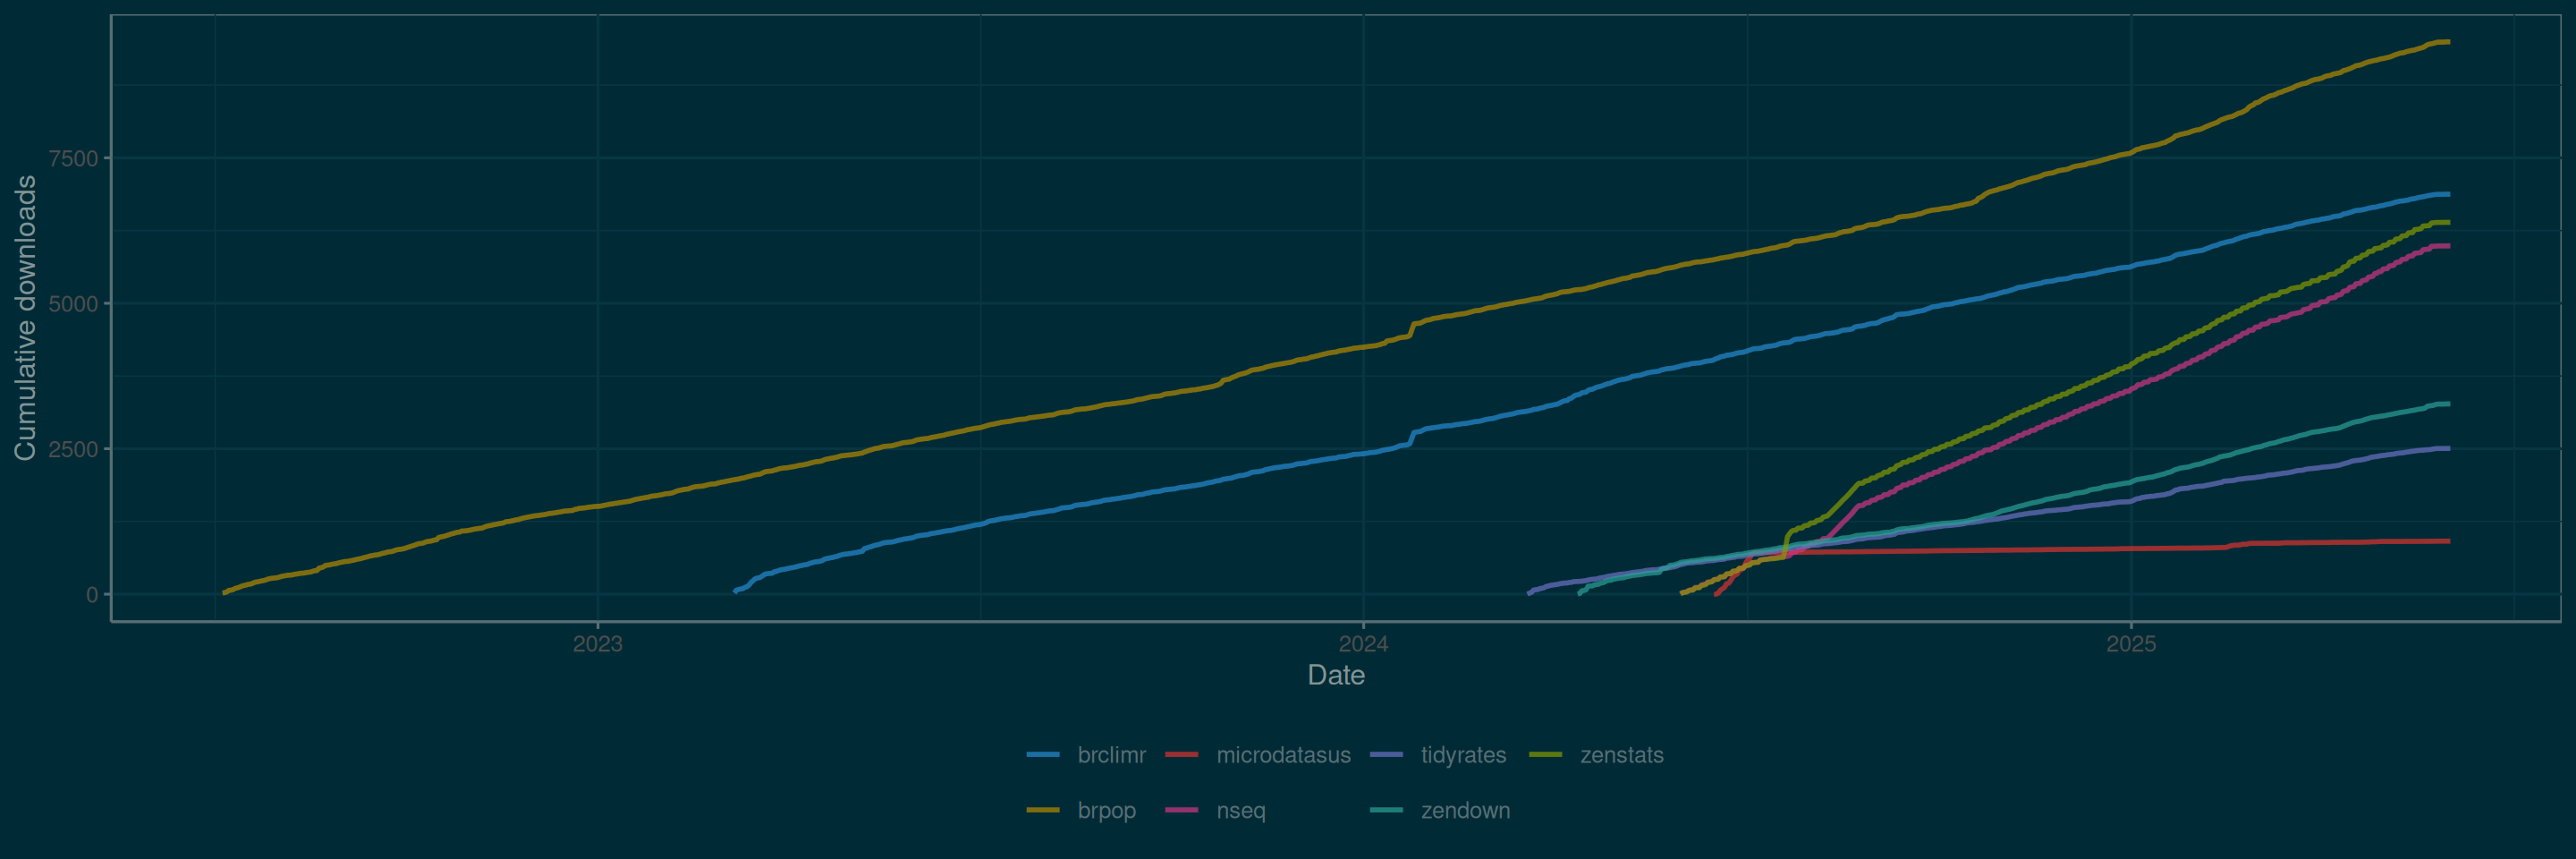 Cumulative downloads
7500
5000
2500
0
2023 2024 2025
Date
brclimr microdatasus tidyrates zenstats
brpop nseq zendown